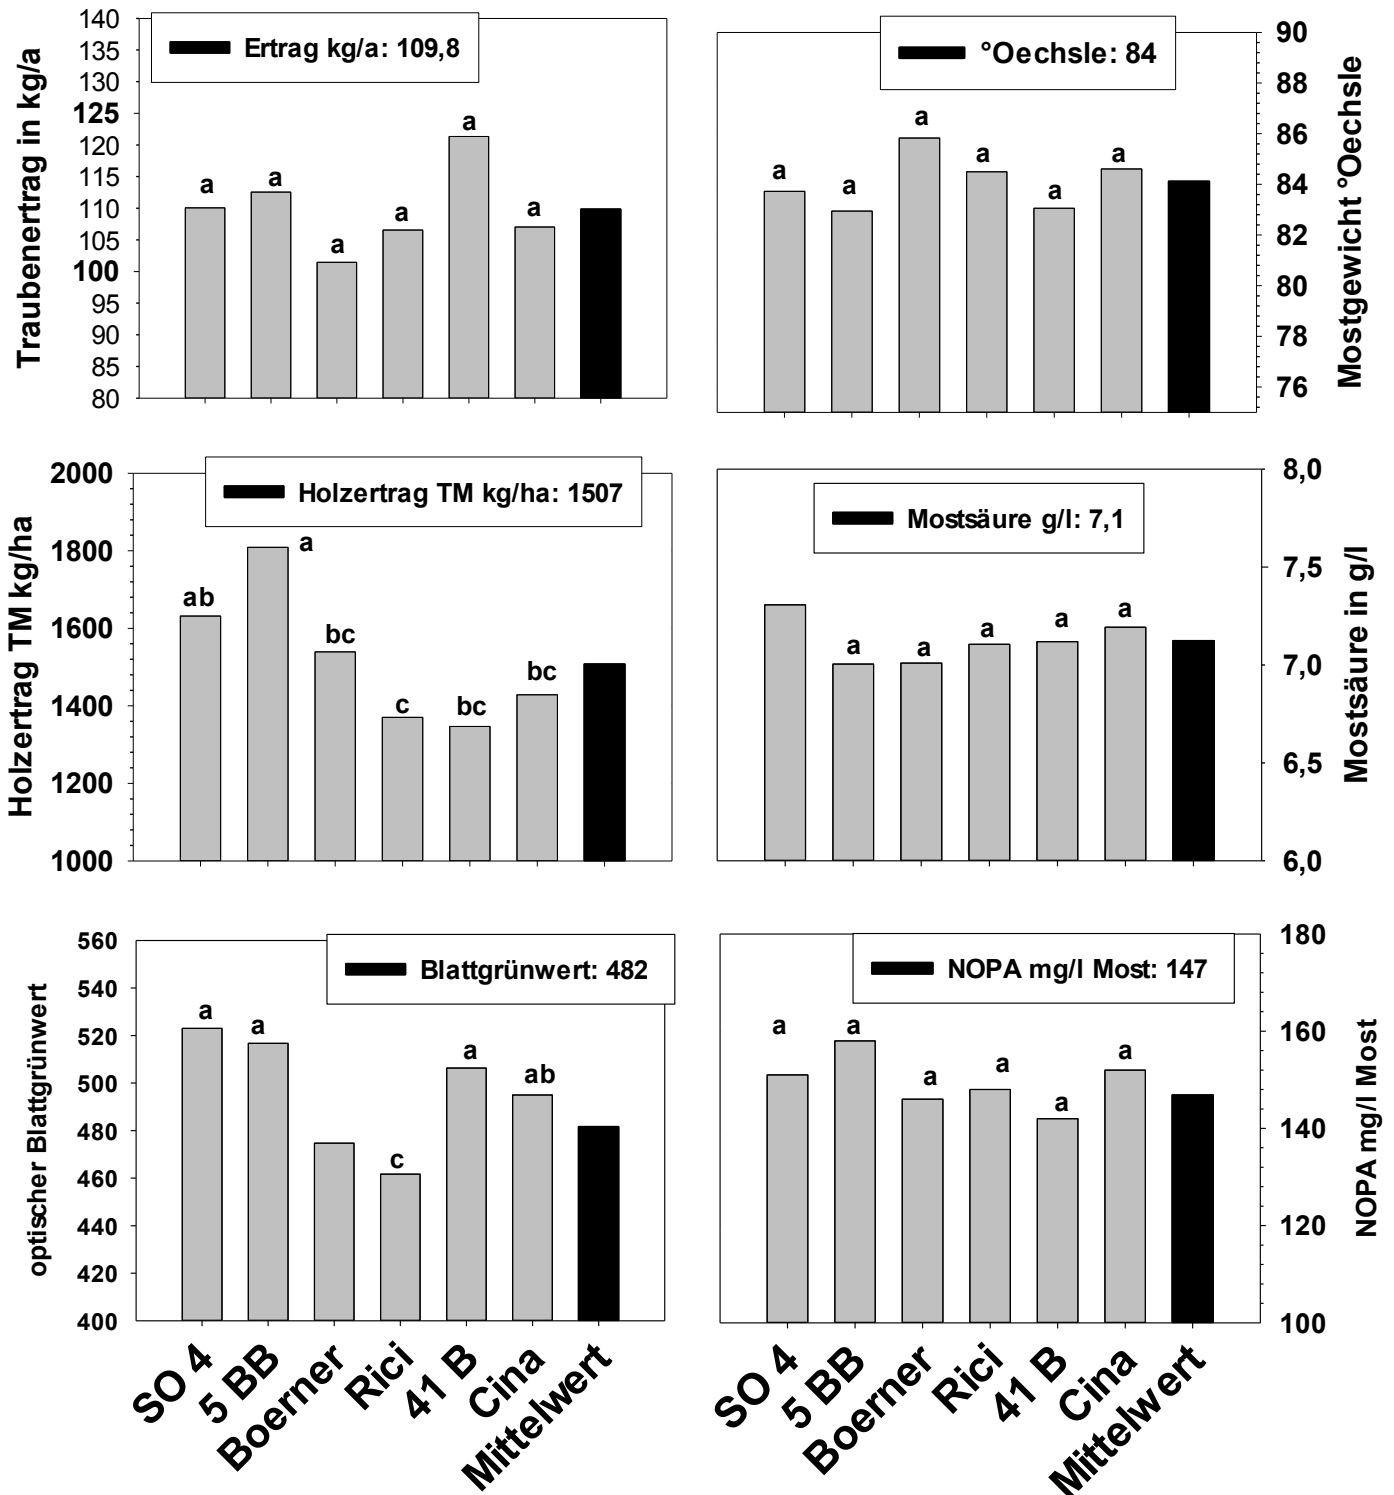 Traubenertrag in kg/a
140
135
130
125
120
115
110
105
100
95
90
85
80
Ertrag kg/a: 109,8
a
a
a
a
a
a
°Oechsle: 84
a
a
a
a
a
a
90
88
86
84
82
80
78
76
Mostgewicht °Oechsle
Holzertrag TM kg/ha
2000
1800
1600
1400
1200
1000
Holzertrag TM kg/ha: 1507
ab
a
bc
c
bc
bc
Mostsäure g/l: 7,1
a
a
a
a
a
8,0
7,5
7,0
6,5
6,0
Mostsäure in g/l
optischer Blattgrünwert
560
540
520
500
480
460
440
420
400
Blattgrünwert: 482
a
a
c
a
ab
NOPA mg/l Most: 147
a
a
a
a
a
a
180
160
140
120
100
NOPA mg/l Most
SO 4
5 BB
Boerner
Rici
41 B
Cina
Mittelwert
SO 4
5 BB
Boerner
Rici
41 B
Cina
Mittelwert